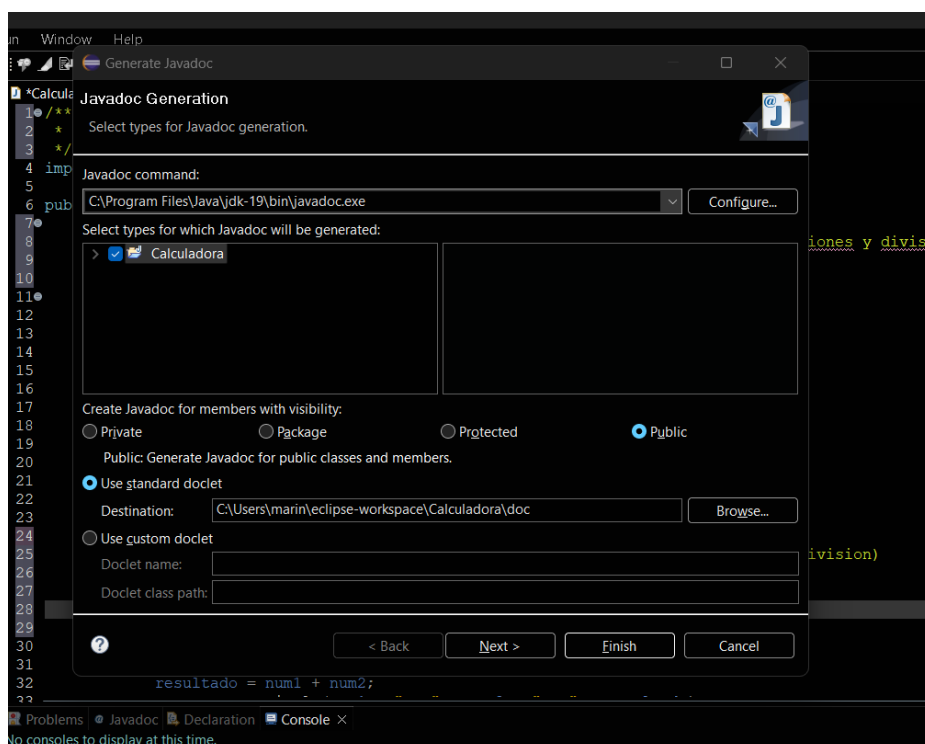 Window Help
Generate Javadoc
*Calcula
Javadoc Generation
Select types for Javadoc generation.
1 /**
2 *
3 */
4 imp
5
6 pub
7
8 iones y divis
9
10
11
12
13
14
15
16
17
18
19
20
21
22
23
24
25 ivision)
26
27
28
29
30
31
32 resultado = num1 + num2;
33
Javadoc command:
C:\Program Files\Java\jdk-19\bin\javadoc.exe
Configure...
Select types for which Javadoc will be generated:
Calculadora
Create Javadoc for members with visibility:
Private Package Protected Public
Public: Generate Javadoc for public classes and members.
Use standard doclet
Destination: C:\Users\marin\eclipse-workspace\Calculadora\doc Browse...
Use custom doclet
Doclet name:
Doclet class path:
< Back Next > Finish Cancel
Problems Javadoc Declaration Console
No consoles to display at this time.